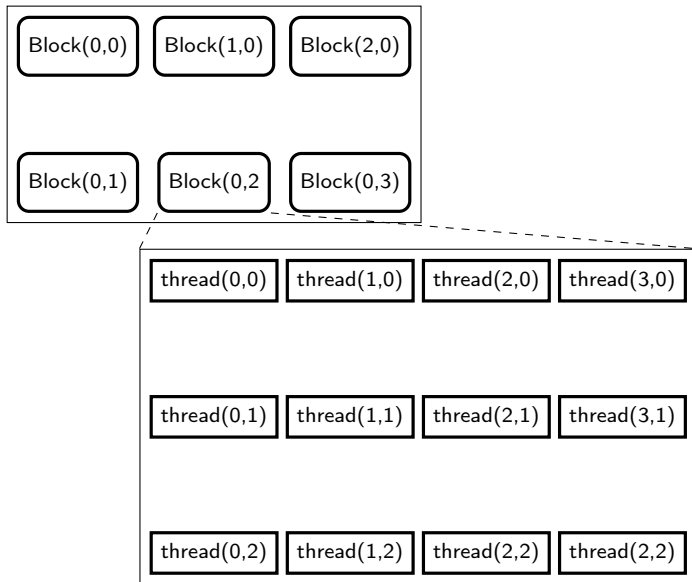 Block(0,0) Block(1,0) Block(2,0)
Block(0,1) Block(0,2 Block(0,3)
thread(0,0) thread(1,0) thread(2,0) thread(3,0)
thread(0,1) thread(1,1) thread(2,1) thread(3,1)
thread(0,2) thread(1,2) thread(2,2) thread(2,2)